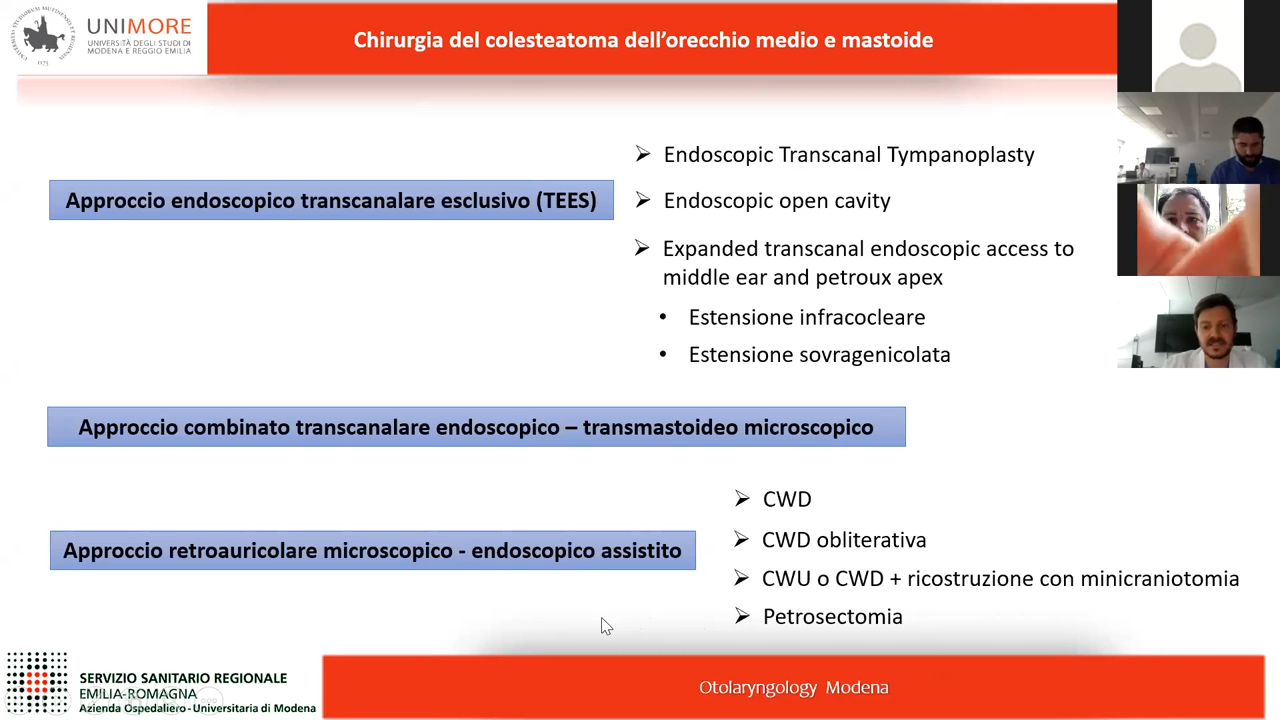 UNIMORE
UNIVERSITÀ DEGLI STUDI DI
MODENA E REGGIO EMILIA
1175
Chirurgia del colesteatoma dell'orecchio medio e mastoide
Approccio endoscopico transcanalare esclusivo (TEES)
➢ Endoscopic Transcanal Tympanoplasty
➢ Endoscopic open cavity
➢ Expanded transcanal endoscopic access to
middle ear and petroux apex
• Estensione infracocleare
• Estensione sovragenicolata
Approccio combinato transcanalare endoscopico – transmastoideo microscopico
Approccio retroauricolare microscopico - endoscopico assistito
➢ CWD
➢ CWD obliterativa
➢ CWU o CWD + ricostruzione con minicraniotomia
➢ Petrosectomia
SERVIZIO SANITARIO REGIONALE
EMILIA-ROMAGNA
Azienda Ospedaliero - Universitaria di Modena
Otolaryngology Modena